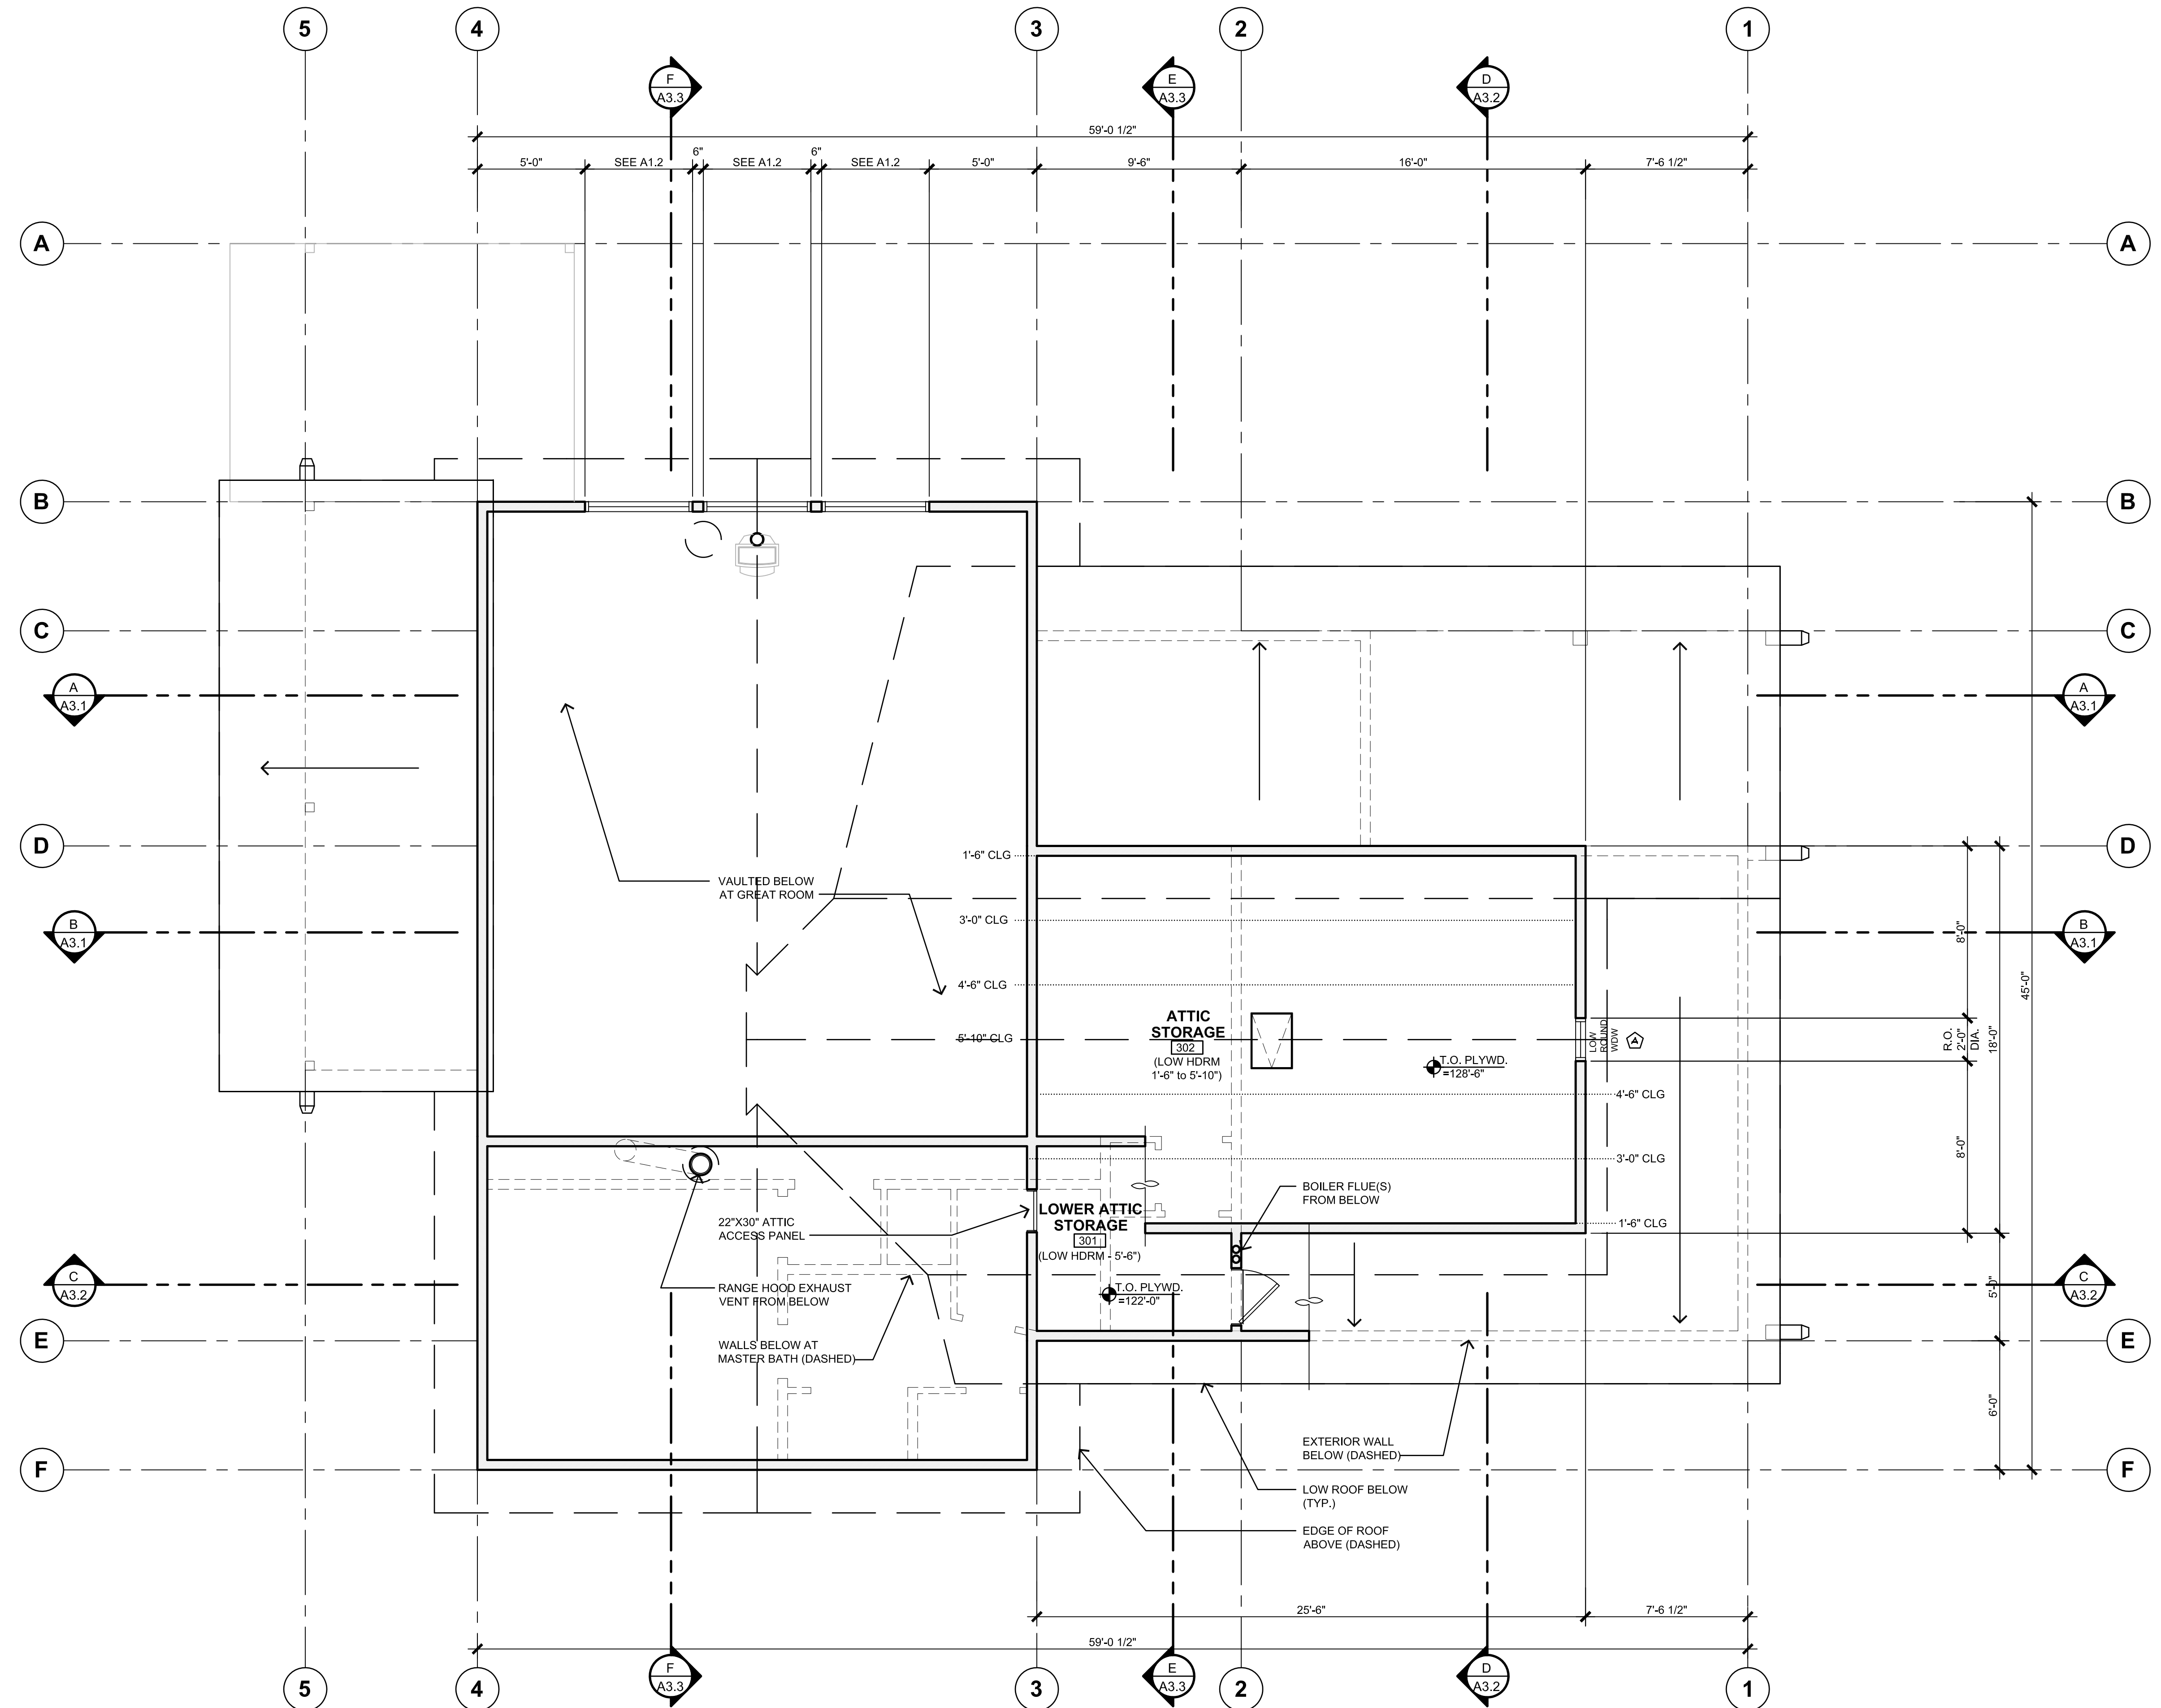 5 4 3 2 1
F
A3.3
E
A3.3
D
A3.2
59'-0 1/2"
5'-0" SEE A1.2 6" SEE A1.2 6" SEE A1.2 5'-0" 9'-6" 16'-0" 7'-6 1/2"
A A
B B
C C
A
A3.1
A
A3.1
D D
1'-6" CLG
VAULTED BELOW
AT GREAT ROOM
3'-0" CLG
B
A3.1
B
A3.1
8'-0"
4'-6" CLG
45'-0"
ATTIC
STORAGE
302
(LOW HDRM
1'-6" to 5'-10")
5'-10" CLG
LOW
ROUND
WDW
A
R.O.
2'-0"
DIA.
18'-0"
T.O. PLYWD.
=128'-6"
4'-6" CLG
3'-0" CLG
8'-0"
BOILER FLUE(S)
FROM BELOW
22"X30" ATTIC
ACCESS PANEL
LOWER ATTIC
STORAGE
301
(LOW HDRM - 5'-6")
1'-6" CLG
C
A3.2
C
A3.2
RANGE HOOD EXHAUST
VENT FROM BELOW
T.O. PLYWD.
=122'-0"
5'-0"
E E
WALLS BELOW AT
MASTER BATH (DASHED)
6'-0"
EXTERIOR WALL
BELOW (DASHED)
F F
LOW ROOF BELOW
(TYP.)
EDGE OF ROOF
ABOVE (DASHED)
25'-6" 7'-6 1/2"
59'-0 1/2"
F
A3.3
E
A3.3
D
A3.2
5 4 3 2 1